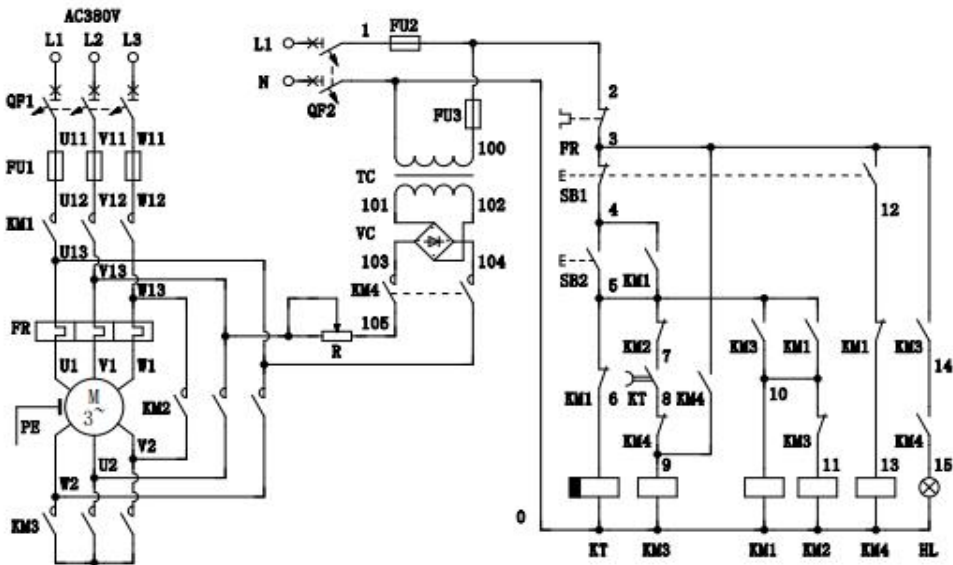 AC380V
L1 L2 L3
QF1
U11 V11 W11
FU1
U12 V12 W12
KM1
U13
V13
W13
FR
U1 V1 W1
M
3~
PE
KM2
V2
U2
W2
KM3
L1 1 FU2
N
QF2
FU3
100
TC
101 102
VC
103 104
KM4
105
R
2
FR 3
E
SB1
12
4
E
SB2 5 KM1
KM2 KM3 KM1 KM1 KM3
7 14
KM1 6 KT 8 KM4 10
KM4 KM3 KM4
9 11 13 15
0
KT KM3 KM1 KM2 KM4 HL